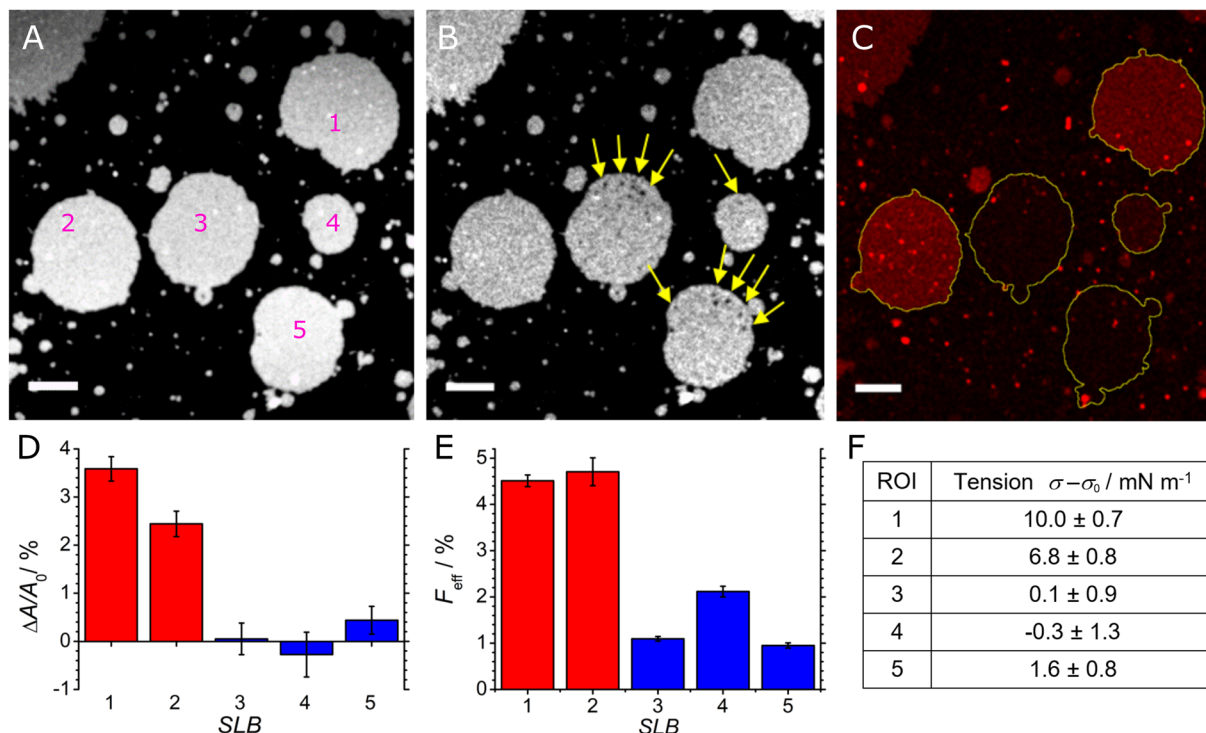 A
B
C
1
2
3
4
5
D
4
3
2
1
0
-1
ΔA/A₀/ %
1 2 3 4 5
SLB
E
5
4
3
2
1
0
F_eff / %
1 2 3 4 5
SLB
F
ROI Tension σ–σ₀ / mN m⁻¹
1 10.0 ± 0.7
2 6.8 ± 0.8
3 0.1 ± 0.9
4 -0.3 ± 1.3
5 1.6 ± 0.8